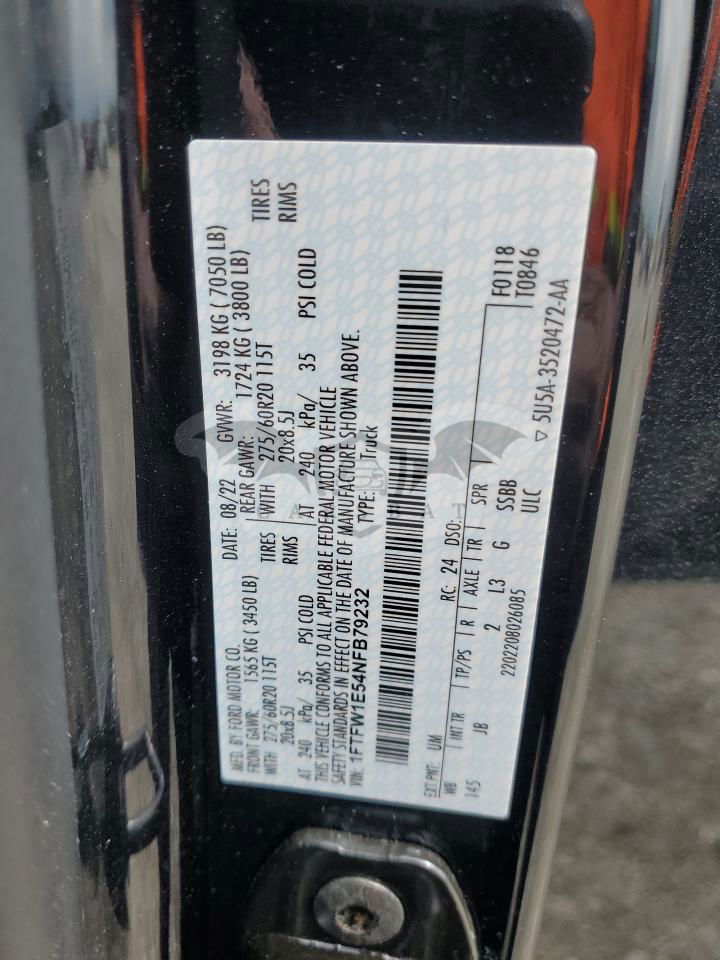 MFD. BY FORD MOTOR CO.
DATE: 08/22 GVWR: 3198 KG ( 7050 LB)
FRONT GAWR: 1565 KG ( 3450 LB) REAR GAWR: 1724 KG ( 3800 LB)
WITH 275/60R20 115T TIRES WITH 275/60R20 115T TIRES
20x8.5J RIMS 20x8.5J RIMS
AT 240 kPa/ 35 PSI COLD AT 240 kPa/ 35 PSI COLD
THIS VEHICLE CONFORMS TO ALL APPLICABLE FEDERAL MOTOR VEHICLE
SAFETY STANDARDS IN EFFECT ON THE DATE OF MANUFACTURE SHOWN ABOVE.
VIN: 1FTFW1E54NFB79232 TYPE: Truck
EXT PNT: UM RC: 24 DSO: F0118
T0846
WB INT TR TP/PS R AXLE TR SPR
145 JB 2 L3 G SSBB
2202208026085 ULC
▽ 5U5A-3520472-AA